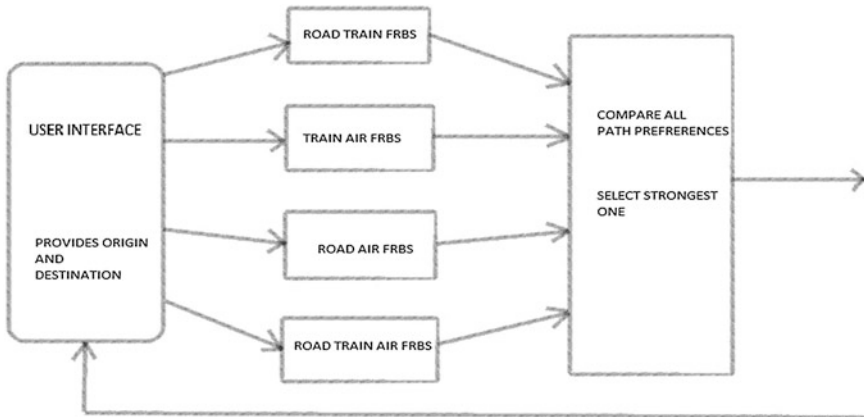 USER INTERFACE
PROVIDES ORIGIN
AND
DESTINATION
ROAD TRAIN FRBS
TRAIN AIR FRBS
ROAD AIR FRBS
ROAD TRAIN AIR FRBS
COMPARE ALL
PATH PREFRERENCES
SELECT STRONGEST
ONE